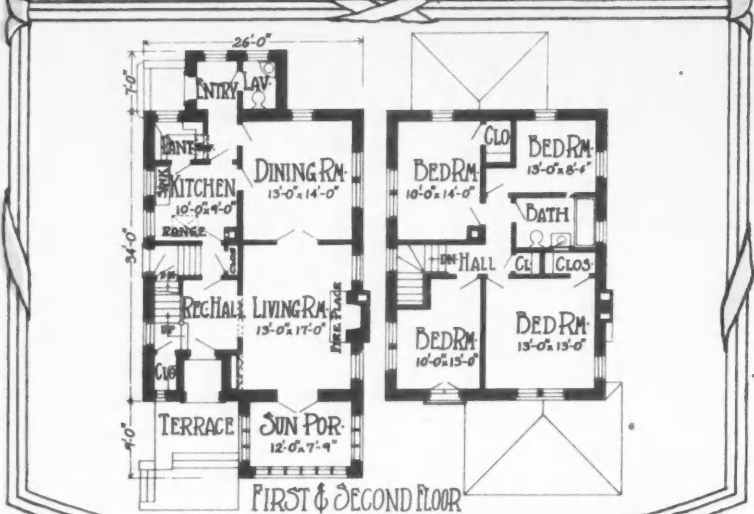 26'-0"
7'-0"
ENTRY
LAV.
PANT.
DINING RM.
13'-0" x 14'-0"
SINK
KITCHEN
10'-0" x 9'-0"
RANGE
34'-0"
CLOS
REC. HALL
LIVING RM.
13'-0" x 17'-0"
FIRE PLACE
UP
CLO
TERRACE
SUN POR.
12'-0" x 7'-9"
9'-0"
BED RM.
10'-0" x 14'-0"
CLO
BED RM.
13'-0" x 8'-6"
BATH
DN
HALL
CL
CLOS.
BED RM.
10'-0" x 13'-0"
BED RM.
13'-0" x 13'-0"
FIRST & SECOND FLOOR